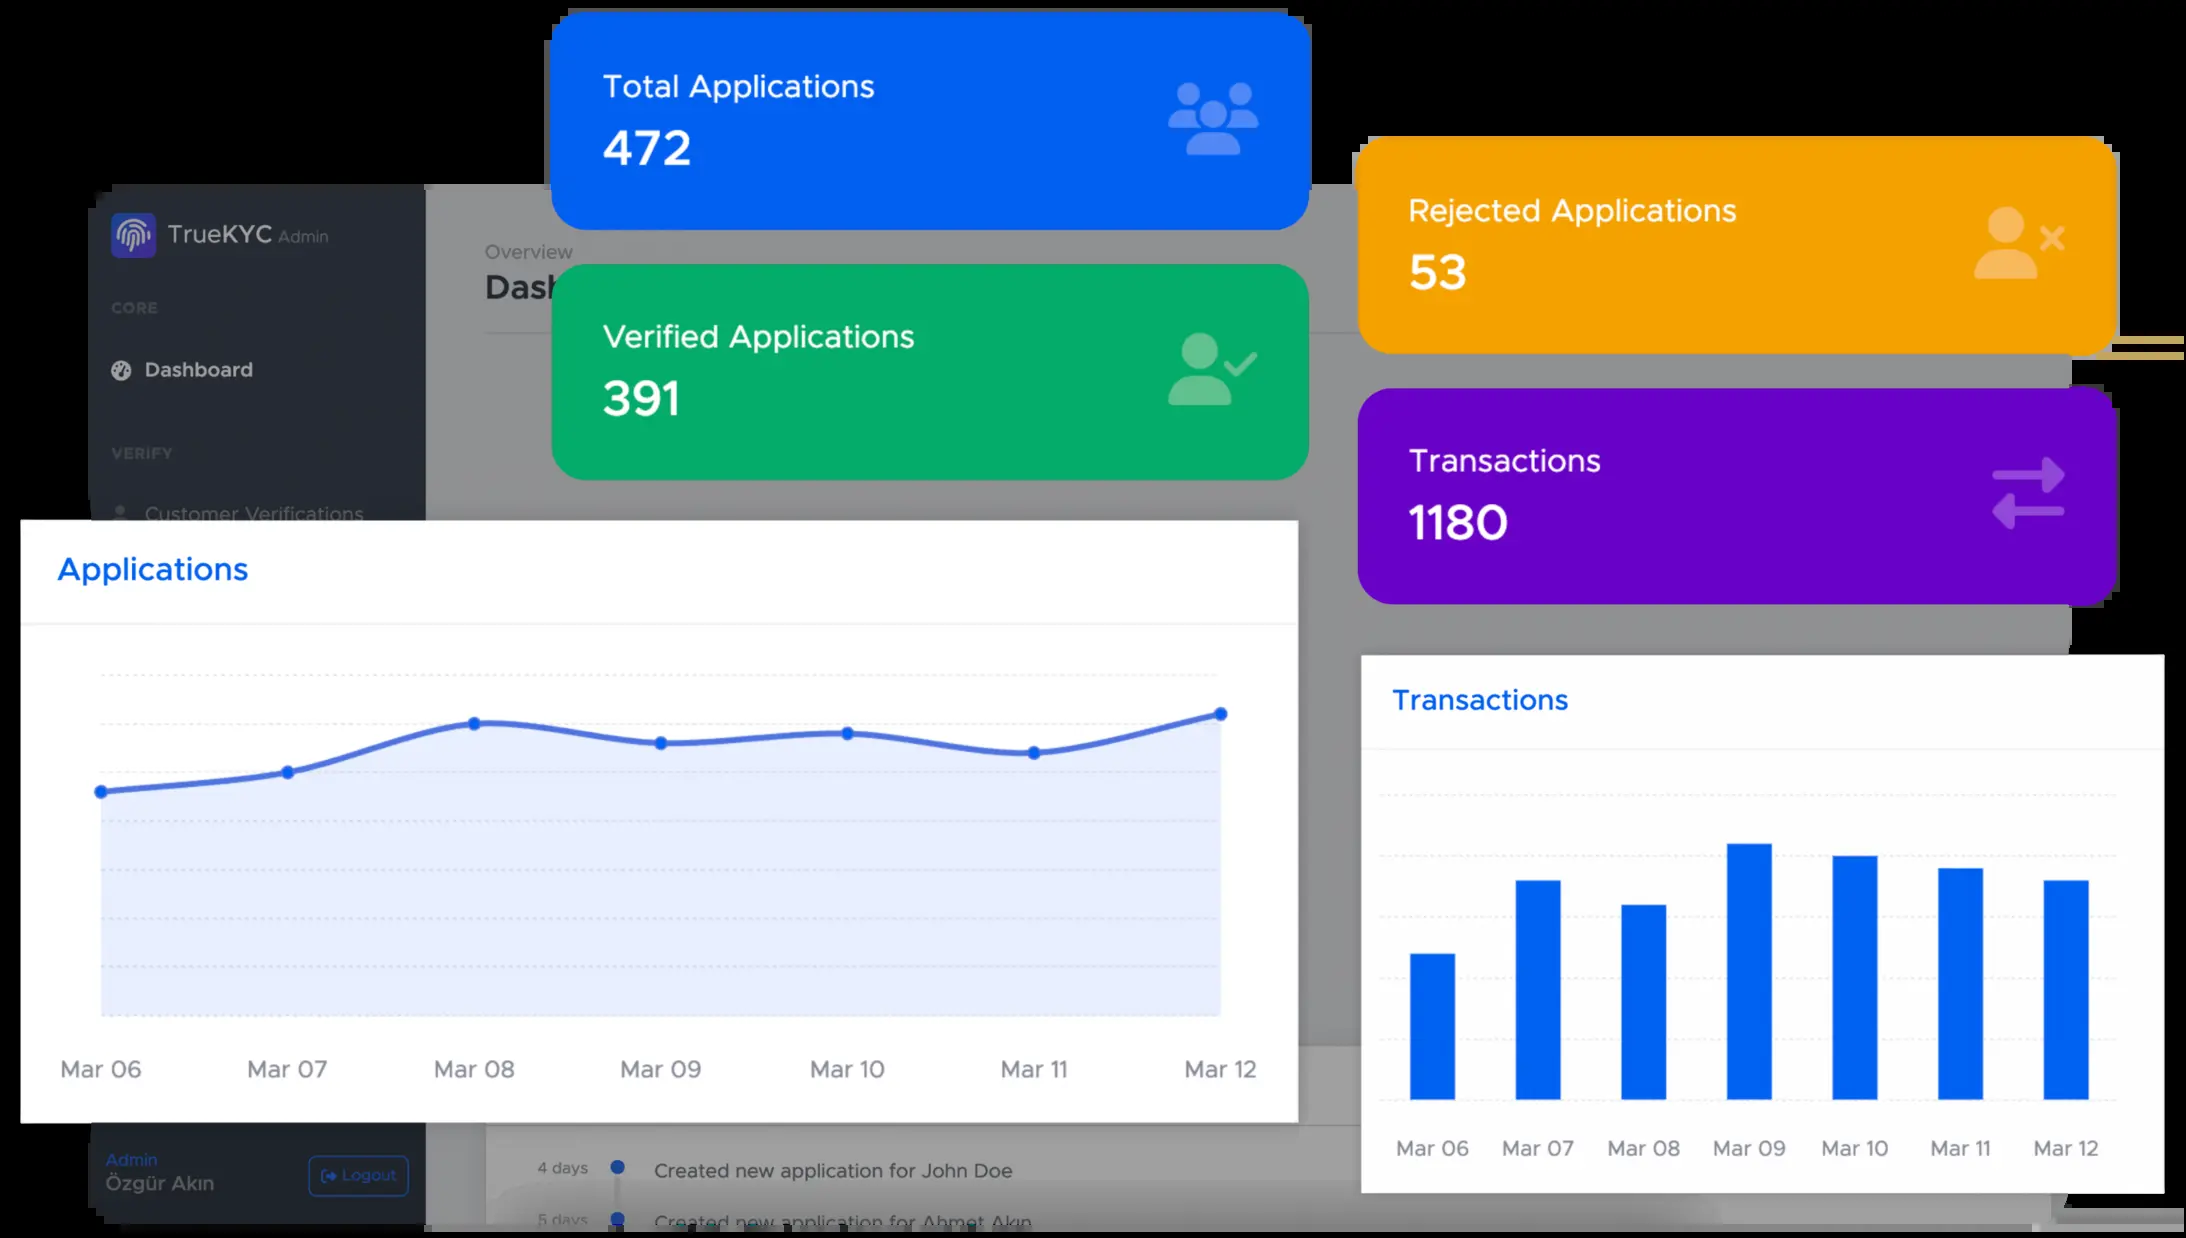 Total Applications
472
Rejected Applications
53
TrueKYC Admin
Overview
Dash
CORE
Dashboard
Verified Applications
391
VERIFY
Customer Verifications
Transactions
1180
Applications
Mar 06 Mar 07 Mar 08 Mar 09 Mar 10 Mar 11 Mar 12
Transactions
Mar 06 Mar 07 Mar 08 Mar 09 Mar 10 Mar 11 Mar 12
Admin
Özgür Akın
Logout
4 days Created new application for John Doe
5 days Created new application for Ahmet Akın